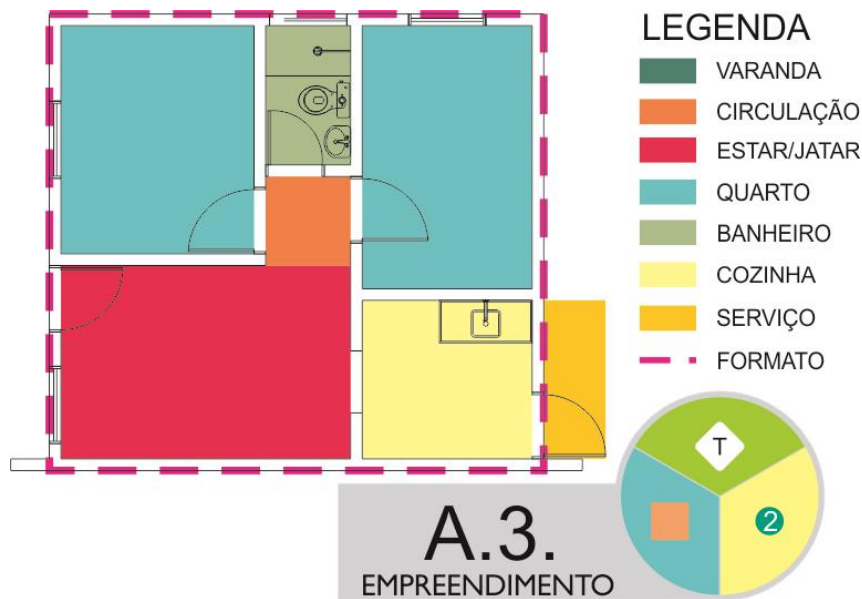 LEGENDA
VARANDA
CIRCULAÇÃO
ESTAR/JATAR
QUARTO
BANHEIRO
COZINHA
SERVIÇO
FORMATO
T
2
A.3.
EMPREENDIMENTO